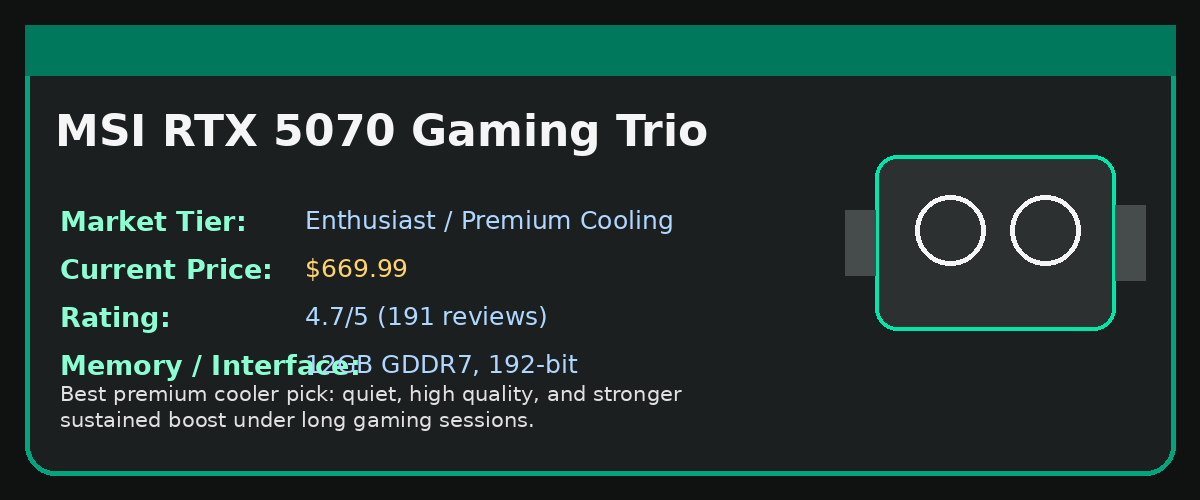 MSI RTX 5070 Gaming Trio
Market Tier: Enthusiast / Premium Cooling
Current Price: $669.99
Rating: 4.7/5 (191 reviews)
Memory / Interface: 12GB GDDR7, 192-bit
Best premium cooler pick: quiet, high quality, and stronger
sustained boost under long gaming sessions.